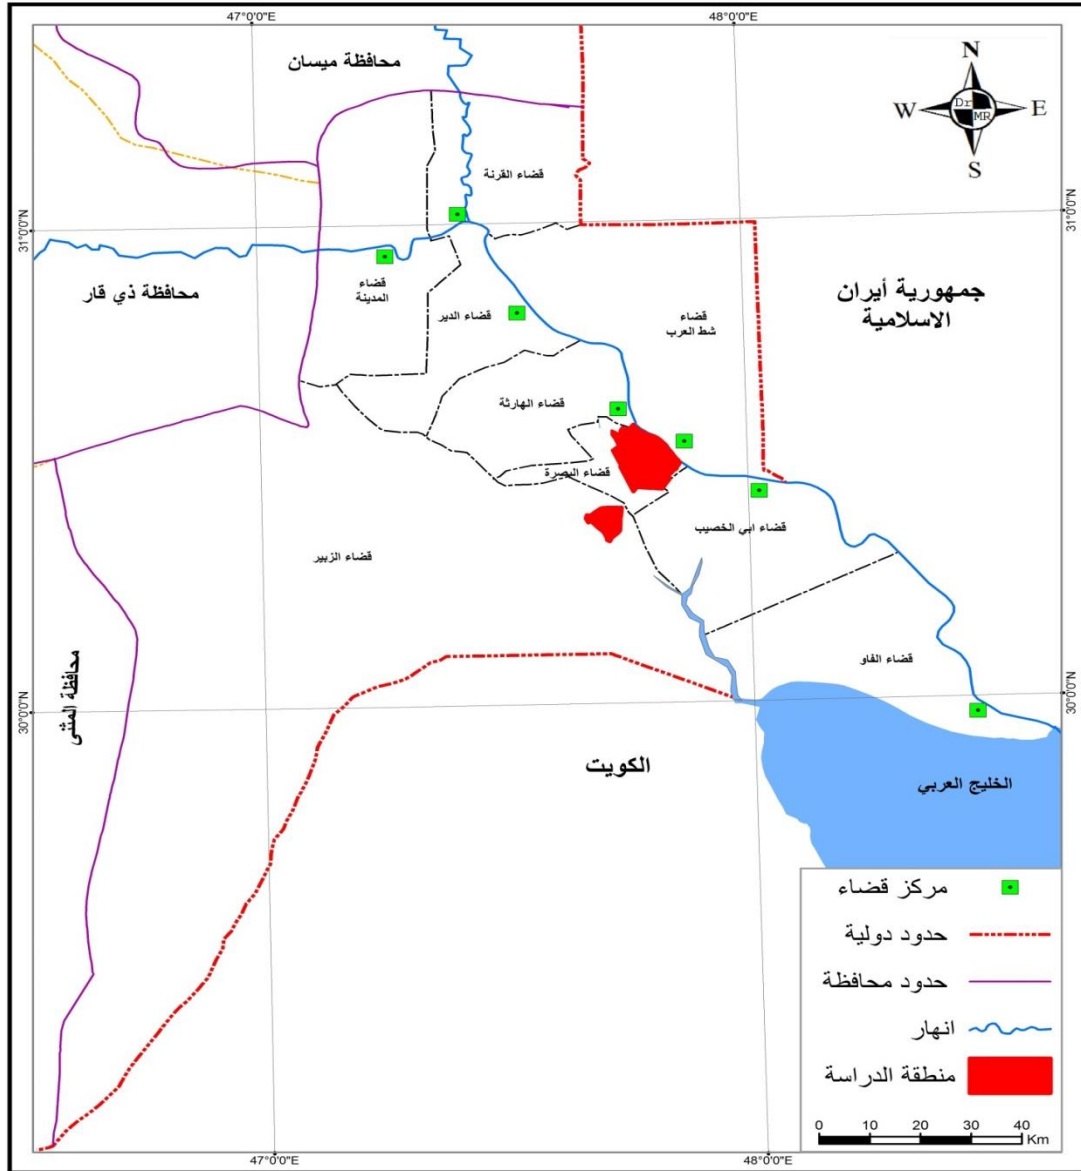 47°0'0"E
48°0'0"E
محافظة ميسان
N
W
Dr
MR
E
S
قضاء القرنة
31°0'0"N
31°0'0"N
محافظة ذي قار
قضاء
المدينة
قضاء الدير
قضاء
شط العرب
جمهورية أيران
الاسلامية
قضاء الهارثة
قضاء البصرة
قضاء ابي الخصيب
قضاء الزبير
قضاء الفاو
محافظة المثنى
30°0'0"N
30°0'0"N
الكويت
الخليج العربي
مركز قضاء
حدود دولية
حدود محافظة
انهار
منطقة الدراسة
0 10 20 30 40
Km
47°0'0"E
48°0'0"E